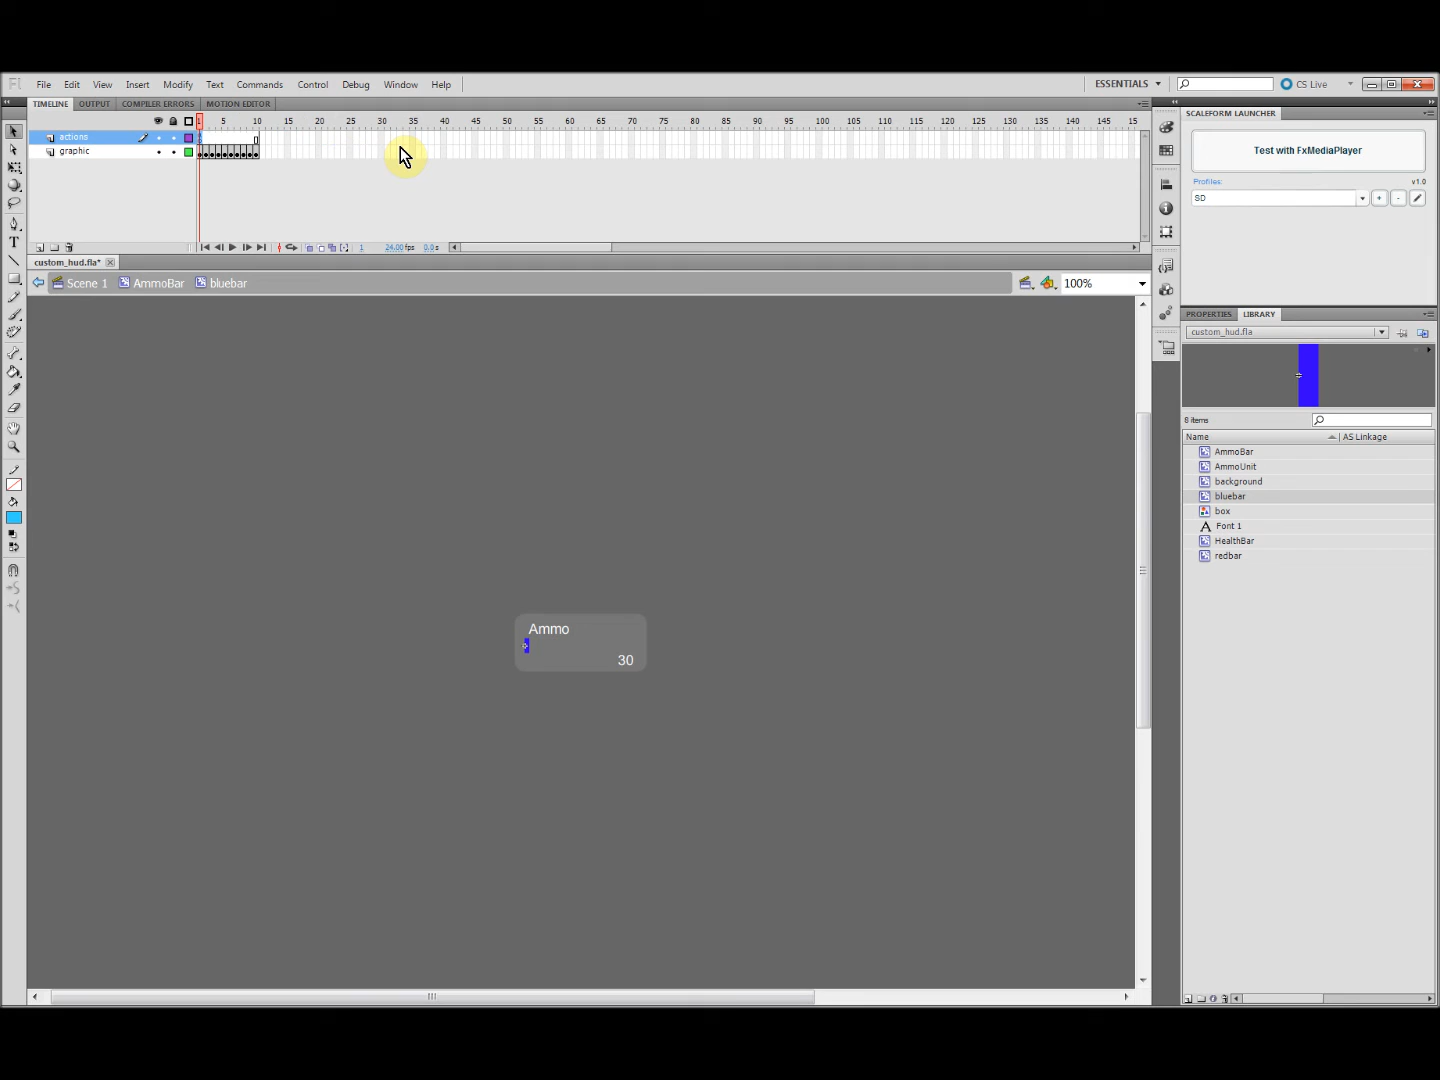 Fl File Edit View Insert Modify Text Commands Control Debug Window Help ESSENTIALS CS Live
TIMELINE OUTPUT COMPILER ERRORS MOTION EDITOR
SCALEFORM LAUNCHER
1 5 10 15 20 25 30 35 40 45 50 55 60 65 70 75 80 85 90 95 100 105 110 115 120 125 130 135 140 145 15
actions
graphic
Test with FxMediaPlayer
Profiles: v1.0
SD
+ -
1 24.00 fps 0.0 s
custom_hud.fla*
Scene 1 AmmoBar bluebar 100%
PROPERTIES LIBRARY
custom_hud.fla
8 items
Name AS Linkage
AmmoBar
AmmoUnit
background
bluebar
box
Font 1
HealthBar
redbar
Ammo
30